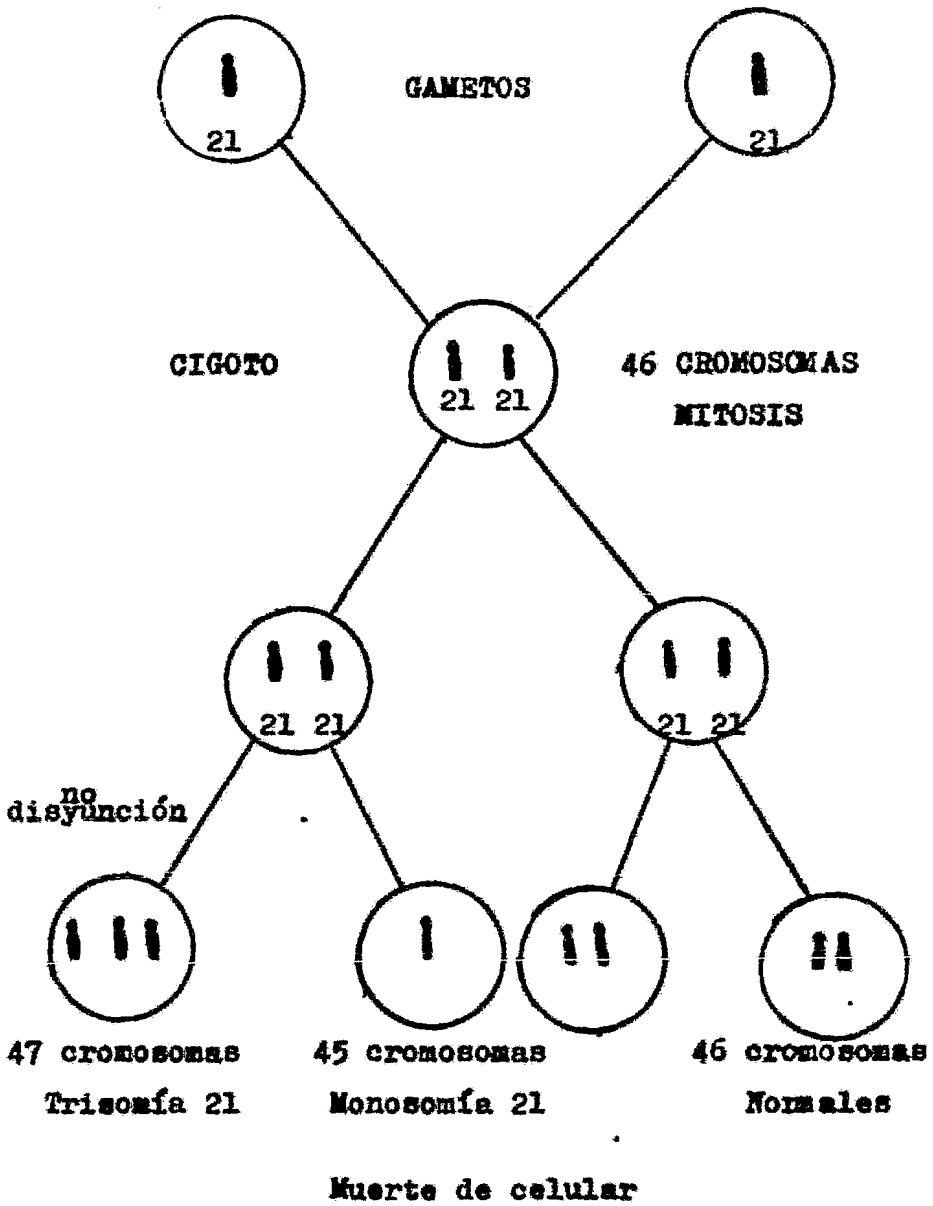 GAMETOS
21
21
CIGOTO
46 CROMOSOMAS
MITOSIS
21 21
21 21
21 21
no
disyunción
47 cromosomas
Trisomía 21
45 cromosomas
Monosomía 21
46 cromosomas
Normales
Muerte de celular